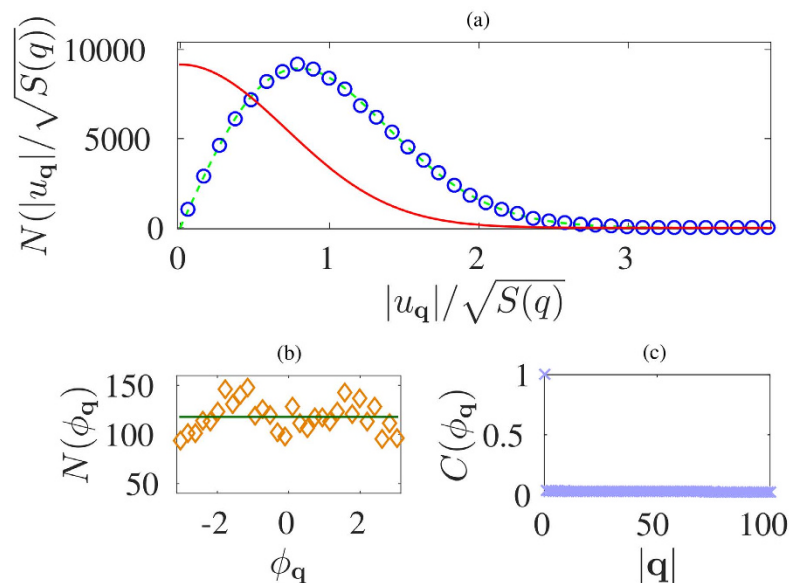 (a)
N(|u_q|/√S(q))
10000
5000
0
0 1 2 3
|u_q|/√S(q)
(b)
N(ϕ_q)
150
100
50
-2 0 2
ϕ_q
(c)
C(ϕ_q)
1
0.5
0
0 50 100
|q|